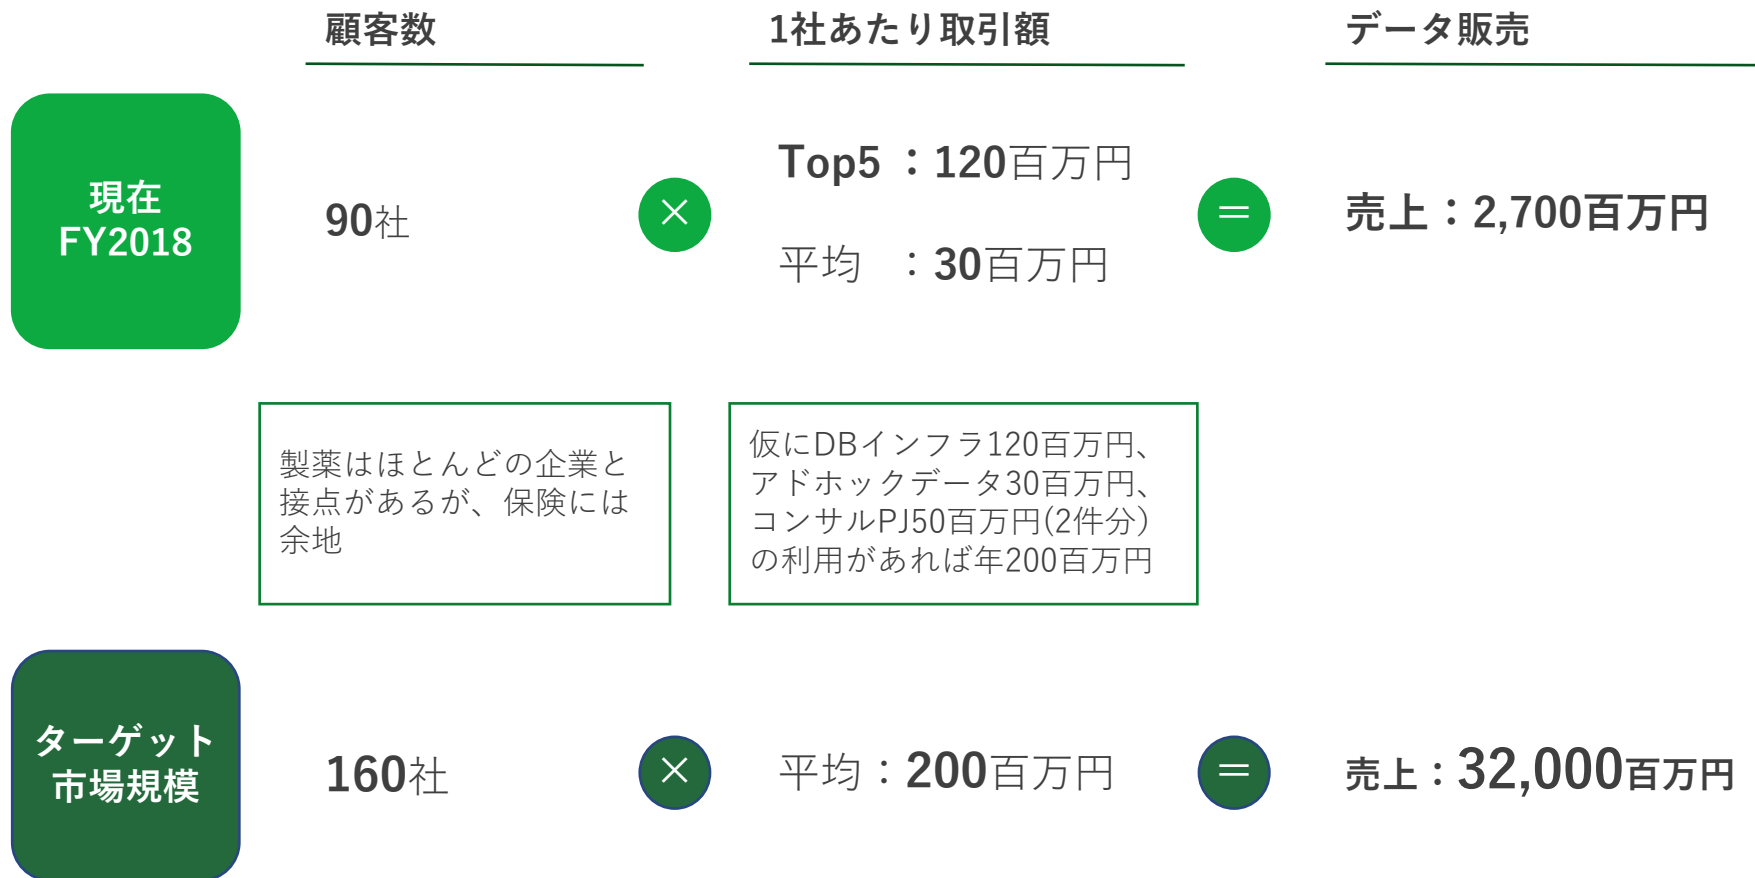 顧客数
1社あたり取引額
データ販売
現在
FY2018
90社
×
Top5 ：120百万円
平均 ：30百万円
＝
売上：2,700百万円
製薬はほとんどの企業と
接点があるが、保険には
余地
仮にDBインフラ120百万円、
アドホックデータ30百万円、
コンサルPJ50百万円(2件分)
の利用があれば年200百万円
ターゲット
市場規模
160社
×
平均：200百万円
＝
売上：32,000百万円